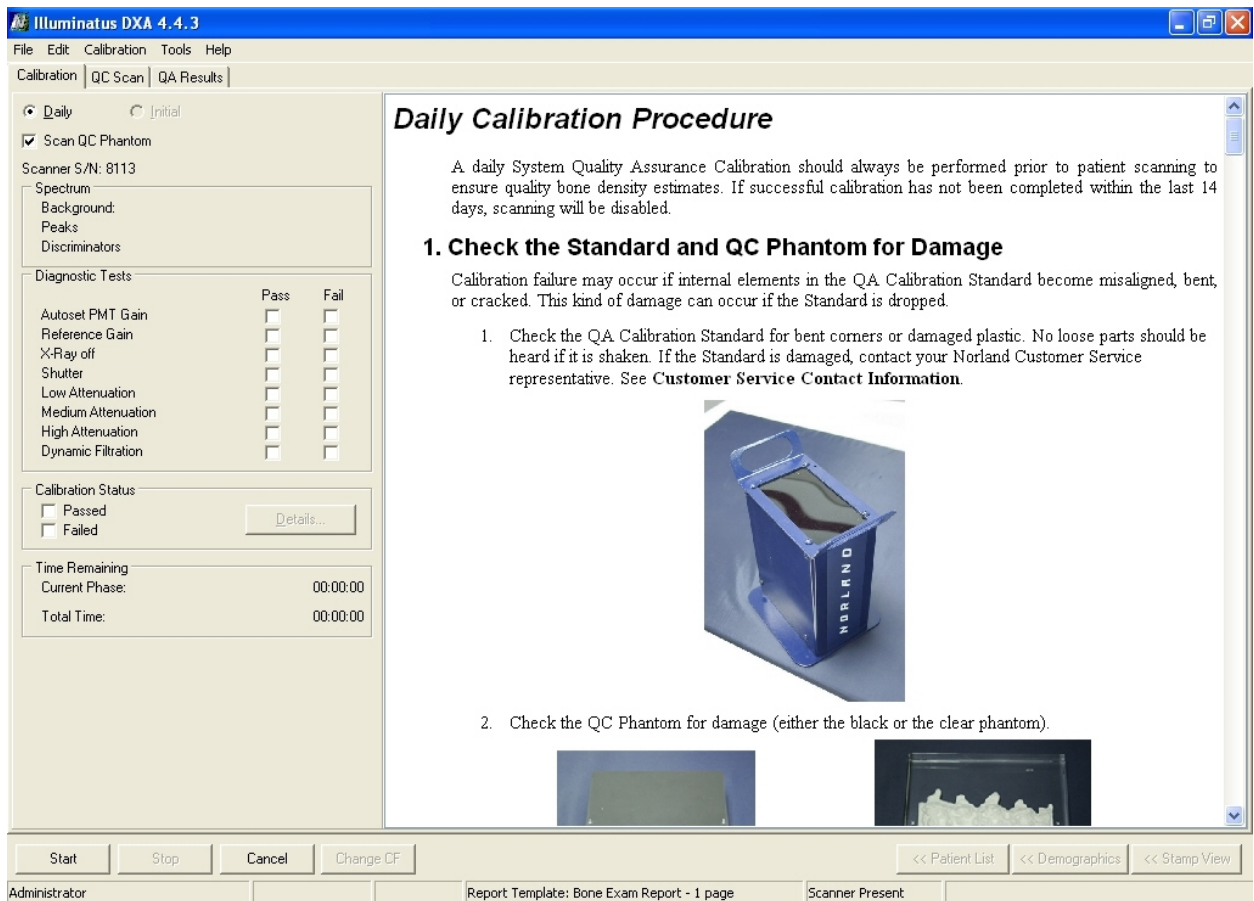 Illuminatus DXA 4.4.3
File Edit Calibration Tools Help
Calibration QC Scan QA Results
Daily Initial
Scan QC Phantom
Scanner S/N: 8113
Spectrum
Background:
Peaks
Discriminators
Diagnostic Tests
Pass Fail
Autoset PMT Gain
Reference Gain
X-Ray off
Shutter
Low Attenuation
Medium Attenuation
High Attenuation
Dynamic Filtration
Calibration Status
Passed
Failed
Details...
Time Remaining
Current Phase: 00:00:00
Total Time: 00:00:00
Daily Calibration Procedure
A daily System Quality Assurance Calibration should always be performed prior to patient scanning to
ensure quality bone density estimates. If successful calibration has not been completed within the last 14
days, scanning will be disabled.
1. Check the Standard and QC Phantom for Damage
Calibration failure may occur if internal elements in the QA Calibration Standard become misaligned, bent,
or cracked. This kind of damage can occur if the Standard is dropped.
1. Check the QA Calibration Standard for bent corners or damaged plastic. No loose parts should be
heard if it is shaken. If the Standard is damaged, contact your Norland Customer Service
representative. See Customer Service Contact Information.
NORLAND
2. Check the QC Phantom for damage (either the black or the clear phantom).
Start Stop Cancel Change CF << Patient List << Demographics << Stamp View
Administrator Report Template: Bone Exam Report - 1 page Scanner Present